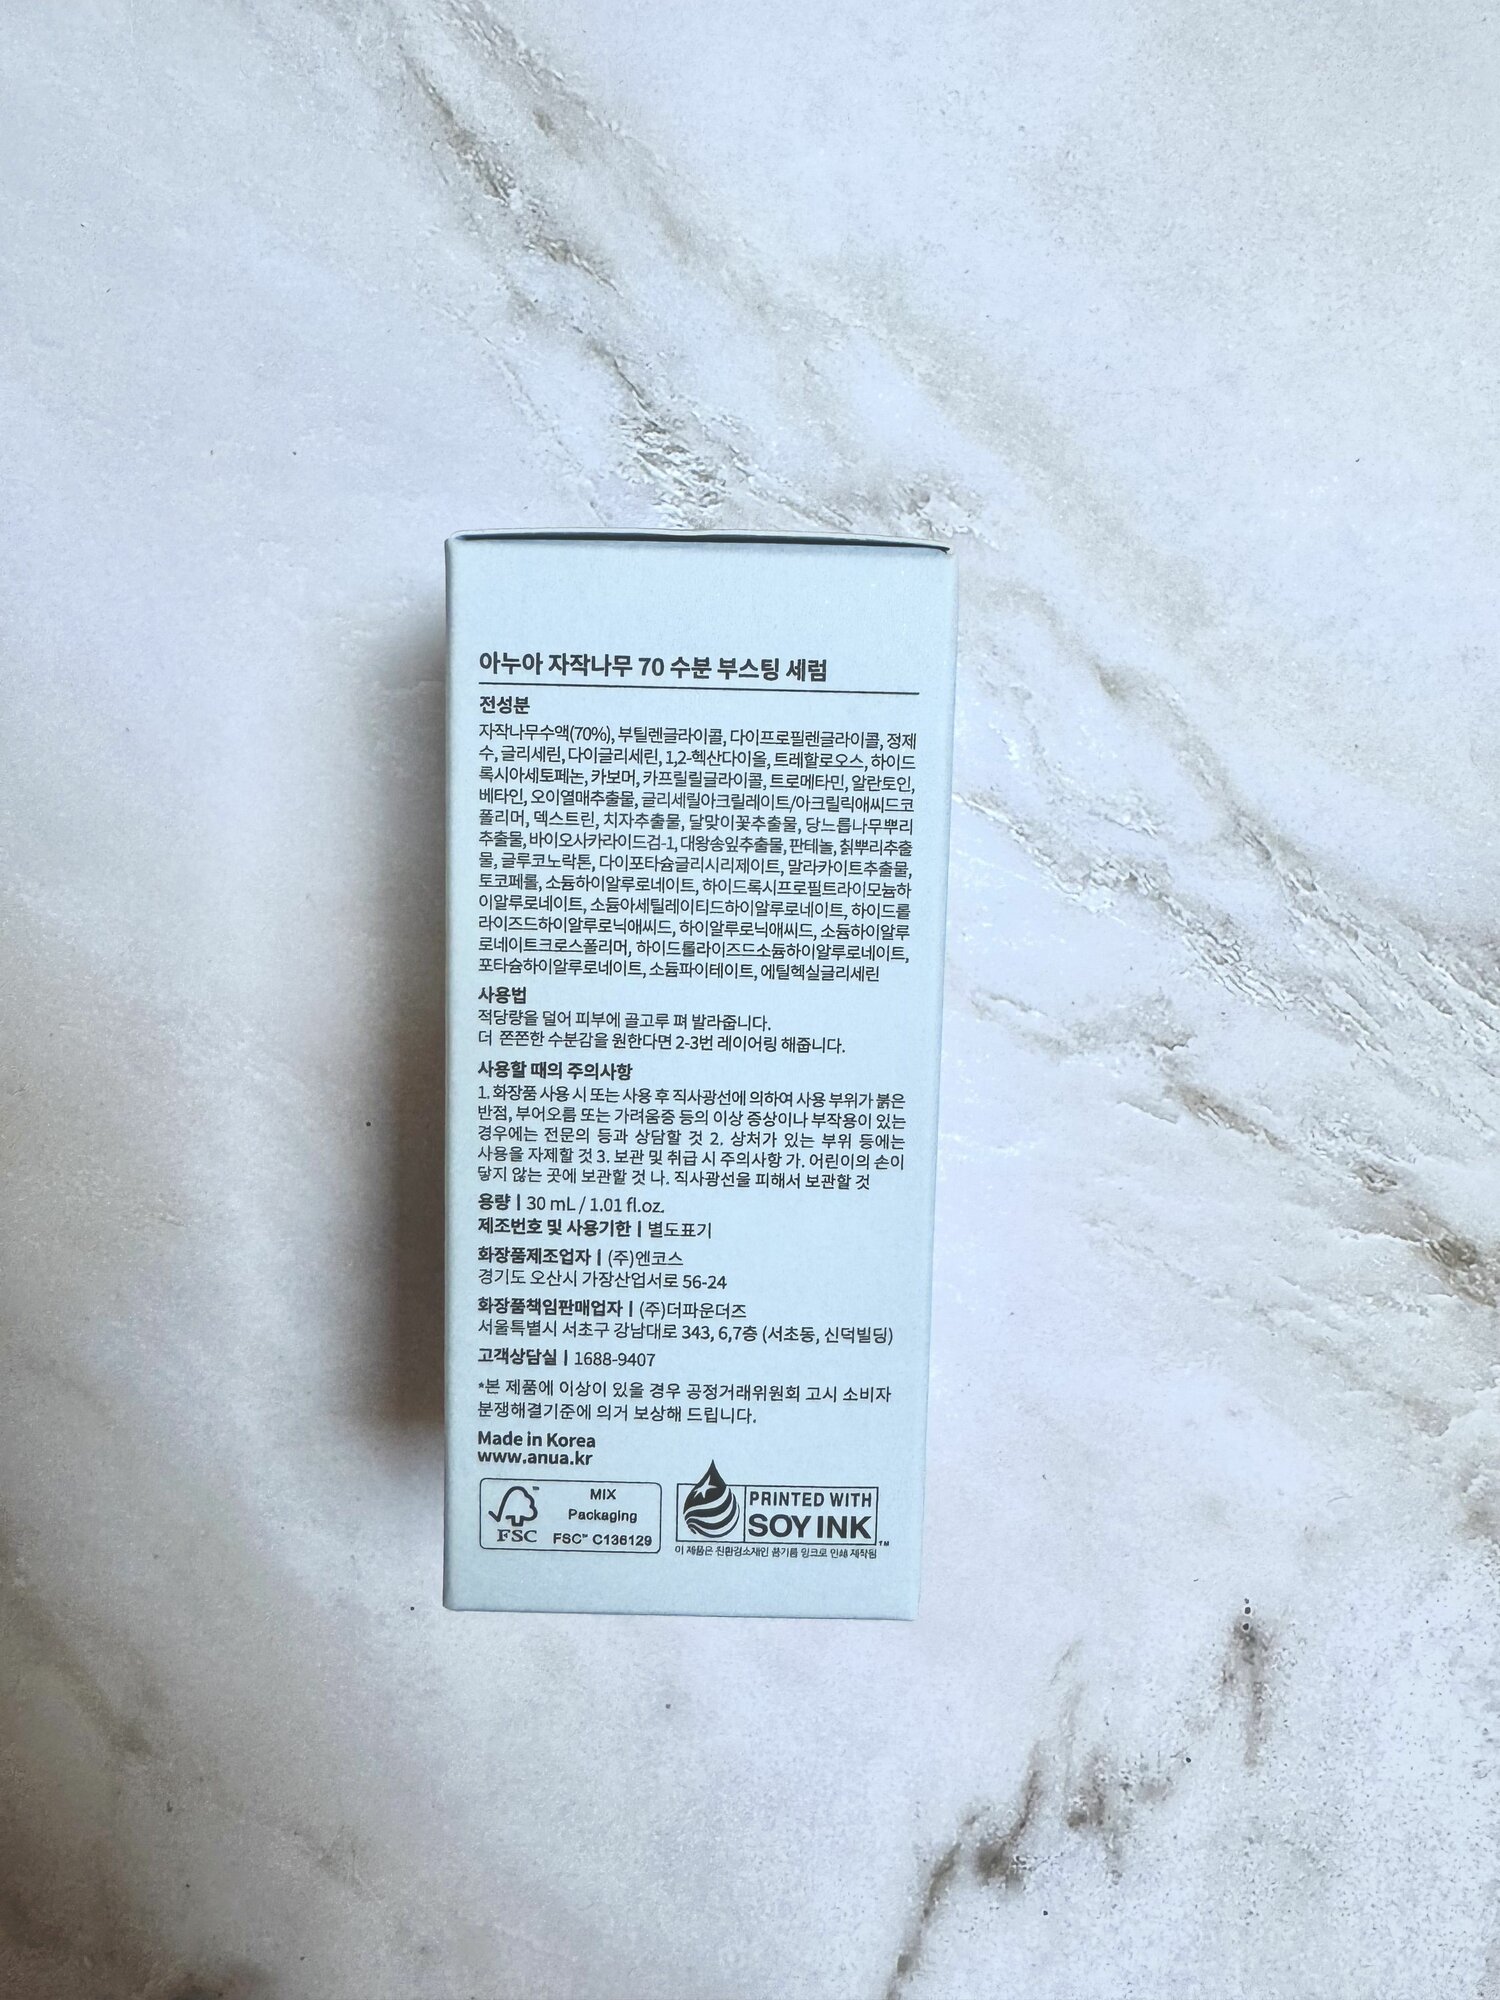 아누아 자작나무 70 수분 부스팅 세럼
전성분
자작나무수액(70%), 부틸렌글라이콜, 다이프로필렌글라이콜, 정제
수, 글리세린, 다이글리세린, 1,2-헥산다이올, 트레할로오스, 하이드
록시아세토페논, 카보머, 카프릴릴글라이콜, 트로메타민, 알란토인,
베타인, 오이열매추출물, 글리세릴아크릴레이트/아크릴릭애씨드코
폴리머, 덱스트린, 치자추출물, 달맞이꽃추출물, 당느릅나무뿌리
추출물, 바이오사카라이드검-1, 대왕송잎추출물, 판테놀, 칡뿌리추출
물, 글루코노락톤, 다이포타슘글리시리제이트, 말라카이트추출물,
토코페롤, 소듐하이알루로네이트, 하이드록시프로필트라이모늄하
이알루로네이트, 소듐아세틸레이티드하이알루로네이트, 하이드롤
라이즈드하이알루로닉애씨드, 하이알루로닉애씨드, 소듐하이알루
로네이트크로스폴리머, 하이드롤라이즈드소듐하이알루로네이트,
포타슘하이알루로네이트, 소듐파이테이트, 에틸헥실글리세린
사용법
적당량을 덜어 피부에 골고루 펴 발라줍니다.
더 쫀쫀한 수분감을 원한다면 2-3번 레이어링 해줍니다.
사용할 때의 주의사항
1. 화장품 사용 시 또는 사용 후 직사광선에 의하여 사용 부위가 붉은
반점, 부어오름 또는 가려움증 등의 이상 증상이나 부작용이 있는
경우에는 전문의 등과 상담할 것 2. 상처가 있는 부위 등에는
사용을 자제할 것 3. 보관 및 취급 시 주의사항 가. 어린이의 손이
닿지 않는 곳에 보관할 것 나. 직사광선을 피해서 보관할 것
용량 | 30 mL / 1.01 fl.oz.
제조번호 및 사용기한 | 별도표기
화장품제조업자 | (주)엔코스
경기도 오산시 가장산업서로 56-24
화장품책임판매업자 | (주)더파운더즈
서울특별시 서초구 강남대로 343, 6,7층 (서초동, 신덕빌딩)
고객상담실 | 1688-9407
*본 제품에 이상이 있을 경우 공정거래위원회 고시 소비자
분쟁해결기준에 의거 보상해 드립니다.
Made in Korea
www.anua.kr
FSC™
MIX
Packaging
FSC™ C136129
PRINTED WITH
SOY INK™
이 제품은 친환경소재인 콩기름 잉크로 인쇄 제작됨